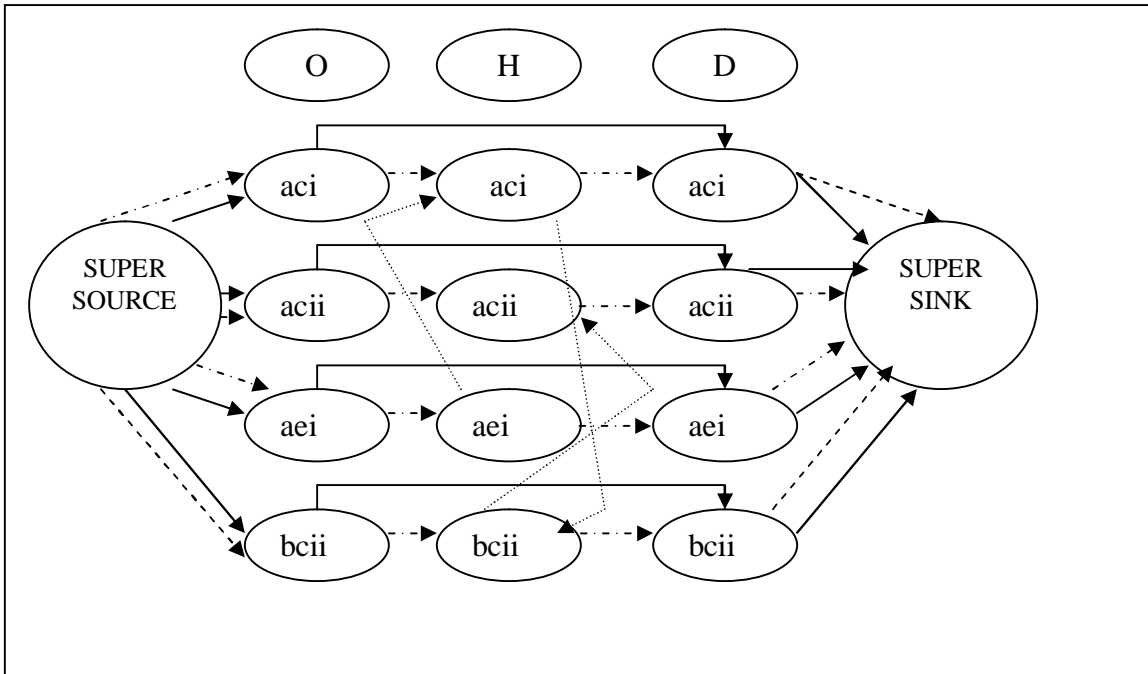 O H D
aci aci aci
SUPER
SOURCE
acii acii acii
SUPER
SINK
aei aei aei
bcii bcii bcii